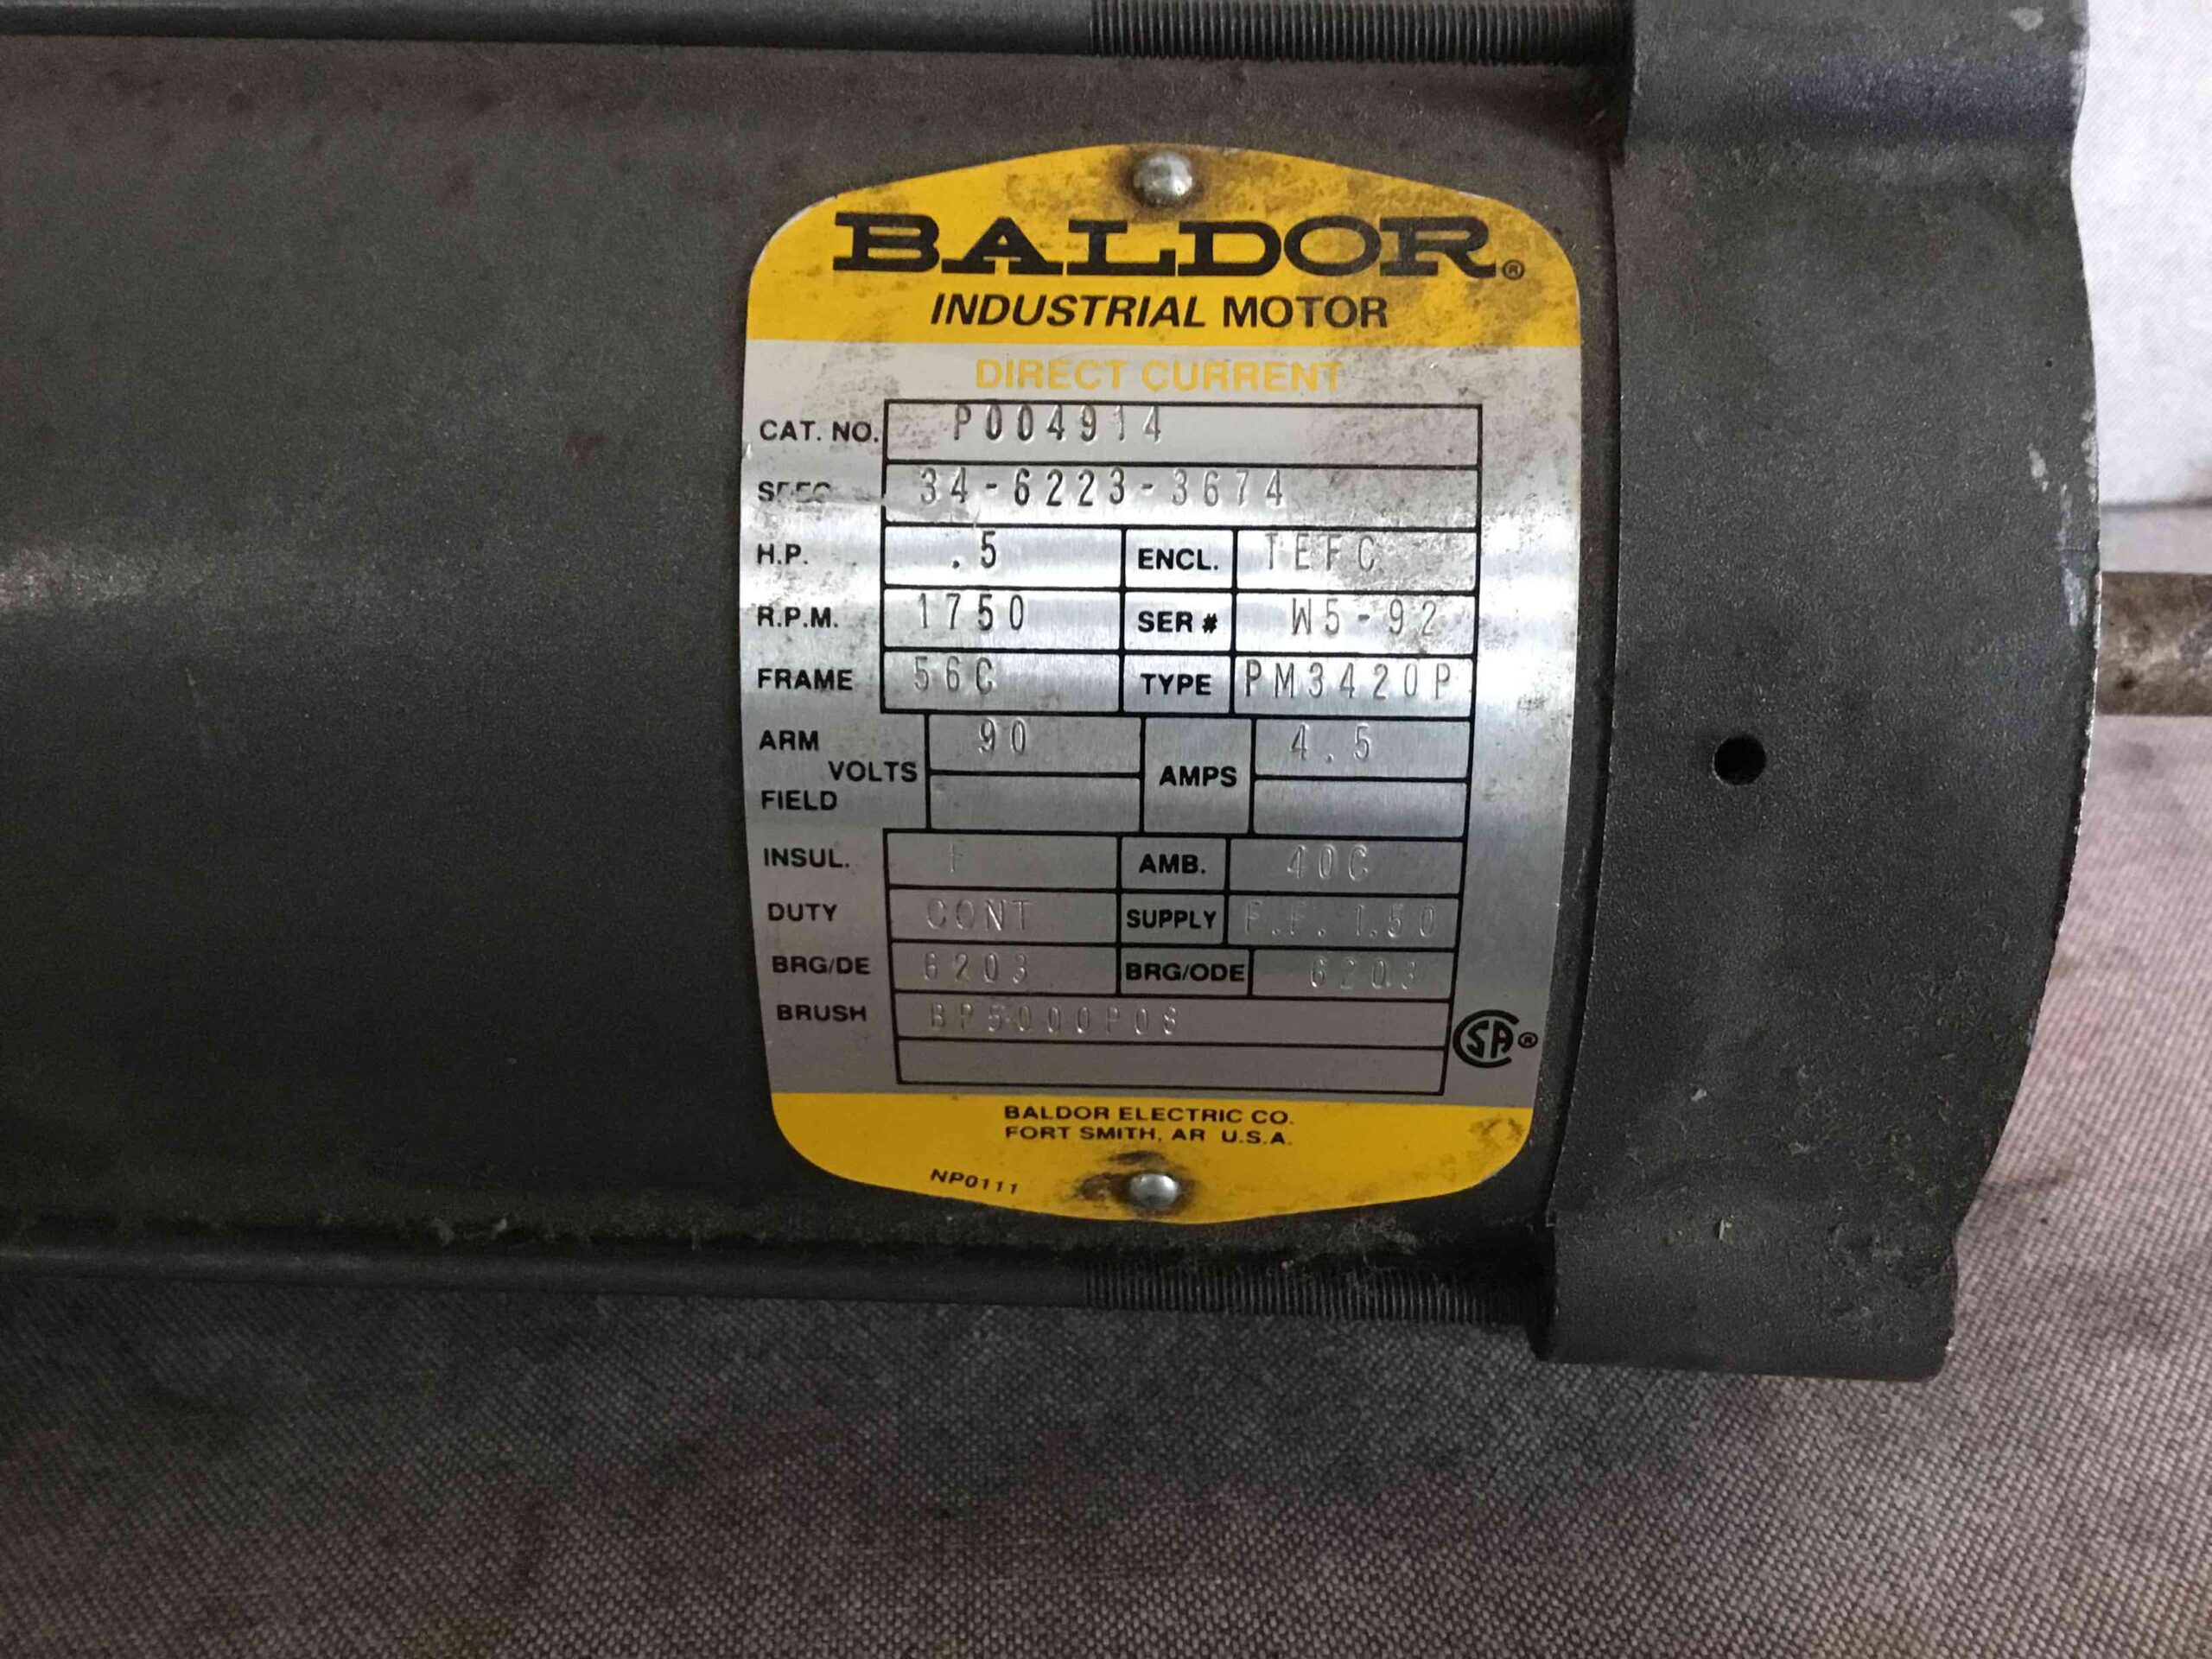 BALDOR®
INDUSTRIAL MOTOR
DIRECT CURRENT
CAT. NO. P004914
SPEC. 34-6223-3674
H.P. .5 ENCL. TEFC
R.P.M. 1750 SER # W5-92
FRAME 56C TYPE PM3420P
ARM 90 4.5
VOLTS AMPS
FIELD
INSUL. F AMB. 40C
DUTY CONT SUPPLY F.F. 1.50
BRG/DE 6203 BRG/ODE 6203
BRUSH BP5000P08
SA®
BALDOR ELECTRIC CO.
FORT SMITH, AR U.S.A.
NP0111